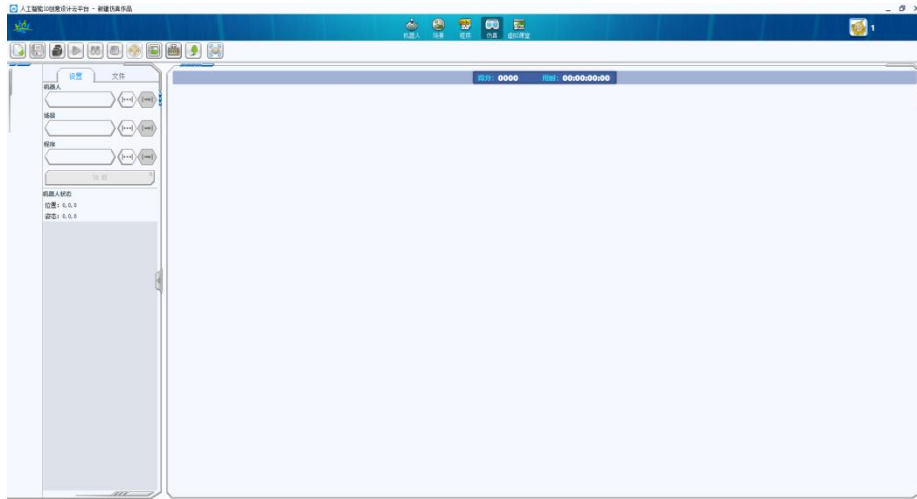 人工智能3D创意设计云平台 - 新建仿真作品
机器人 场景 程序 仿真 虚拟课堂
1
设置 文件
得分: 0000 用时: 00:00:00:00
机器人
场景
程序
机器人状态
位置: 0,0,0
姿态: 0,0,0